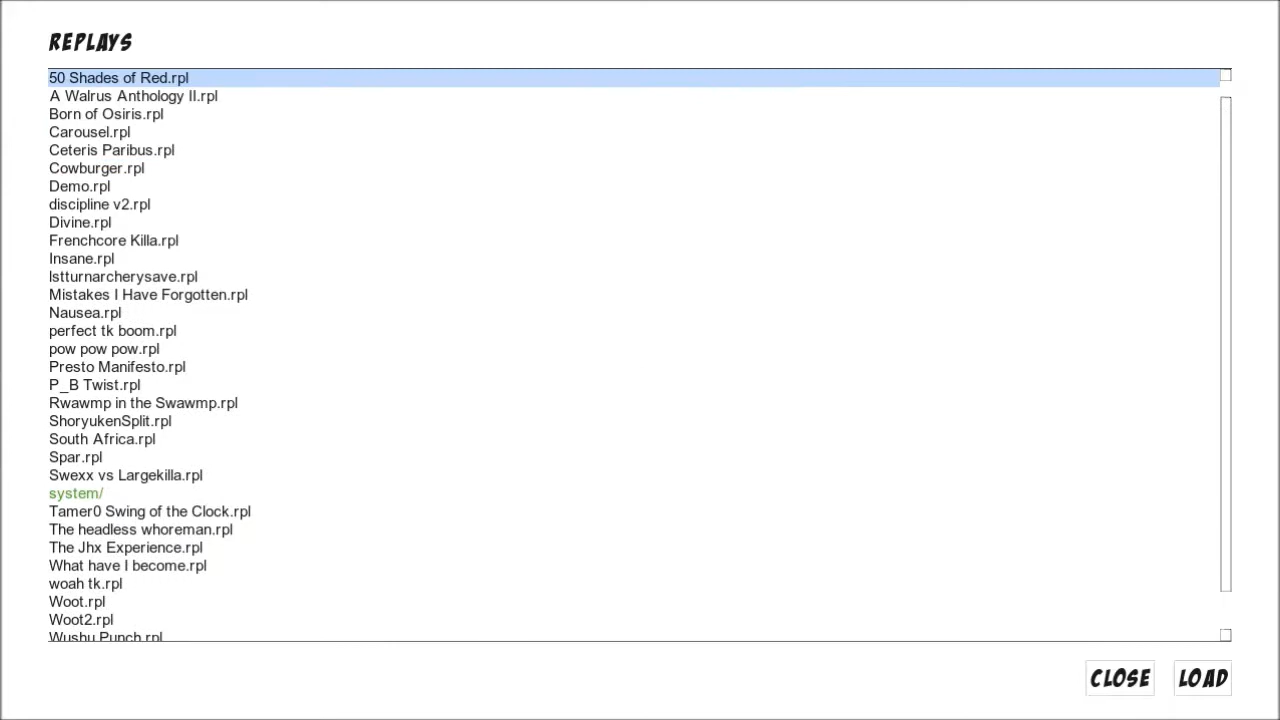 REPLAYS
50 Shades of Red.rpl
A Walrus Anthology II.rpl
Born of Osiris.rpl
Carousel.rpl
Ceteris Paribus.rpl
Cowburger.rpl
Demo.rpl
discipline v2.rpl
Divine.rpl
Frenchcore Killa.rpl
Insane.rpl
lstturnarcherysave.rpl
Mistakes I Have Forgotten.rpl
Nausea.rpl
perfect tk boom.rpl
pow pow pow.rpl
Presto Manifesto.rpl
P_B Twist.rpl
Rwawmp in the Swawmp.rpl
ShoryukenSplit.rpl
South Africa.rpl
Spar.rpl
Swexx vs Largekilla.rpl
system/
Tamer0 Swing of the Clock.rpl
The headless whoreman.rpl
The Jhx Experience.rpl
What have I become.rpl
woah tk.rpl
Woot.rpl
Woot2.rpl
Wushu Punch.rpl
CLOSE LOAD